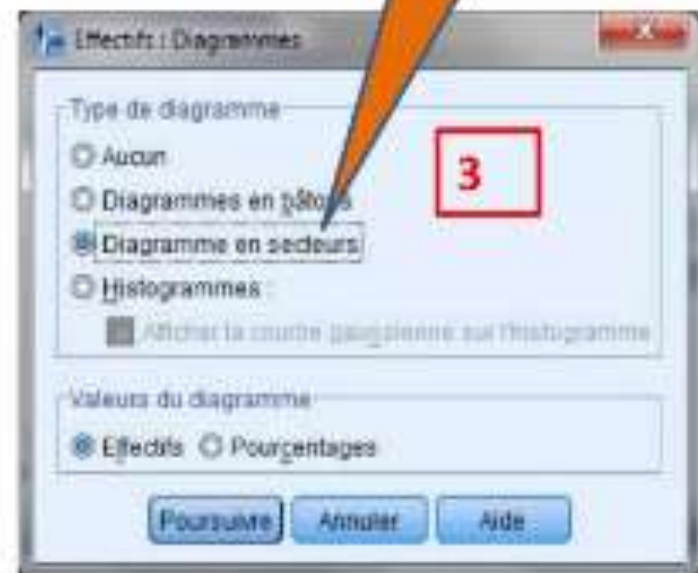 Effectifs : Diagrammes
Type de diagramme
Aucun
3
Diagrammes en bâtons
Diagramme en secteurs
Histogrammes :
Afficher la courbe gaussienne sur l'histogramme
Valeurs du diagramme
Effectifs Pourcentages
Poursuivre Annuler Aide